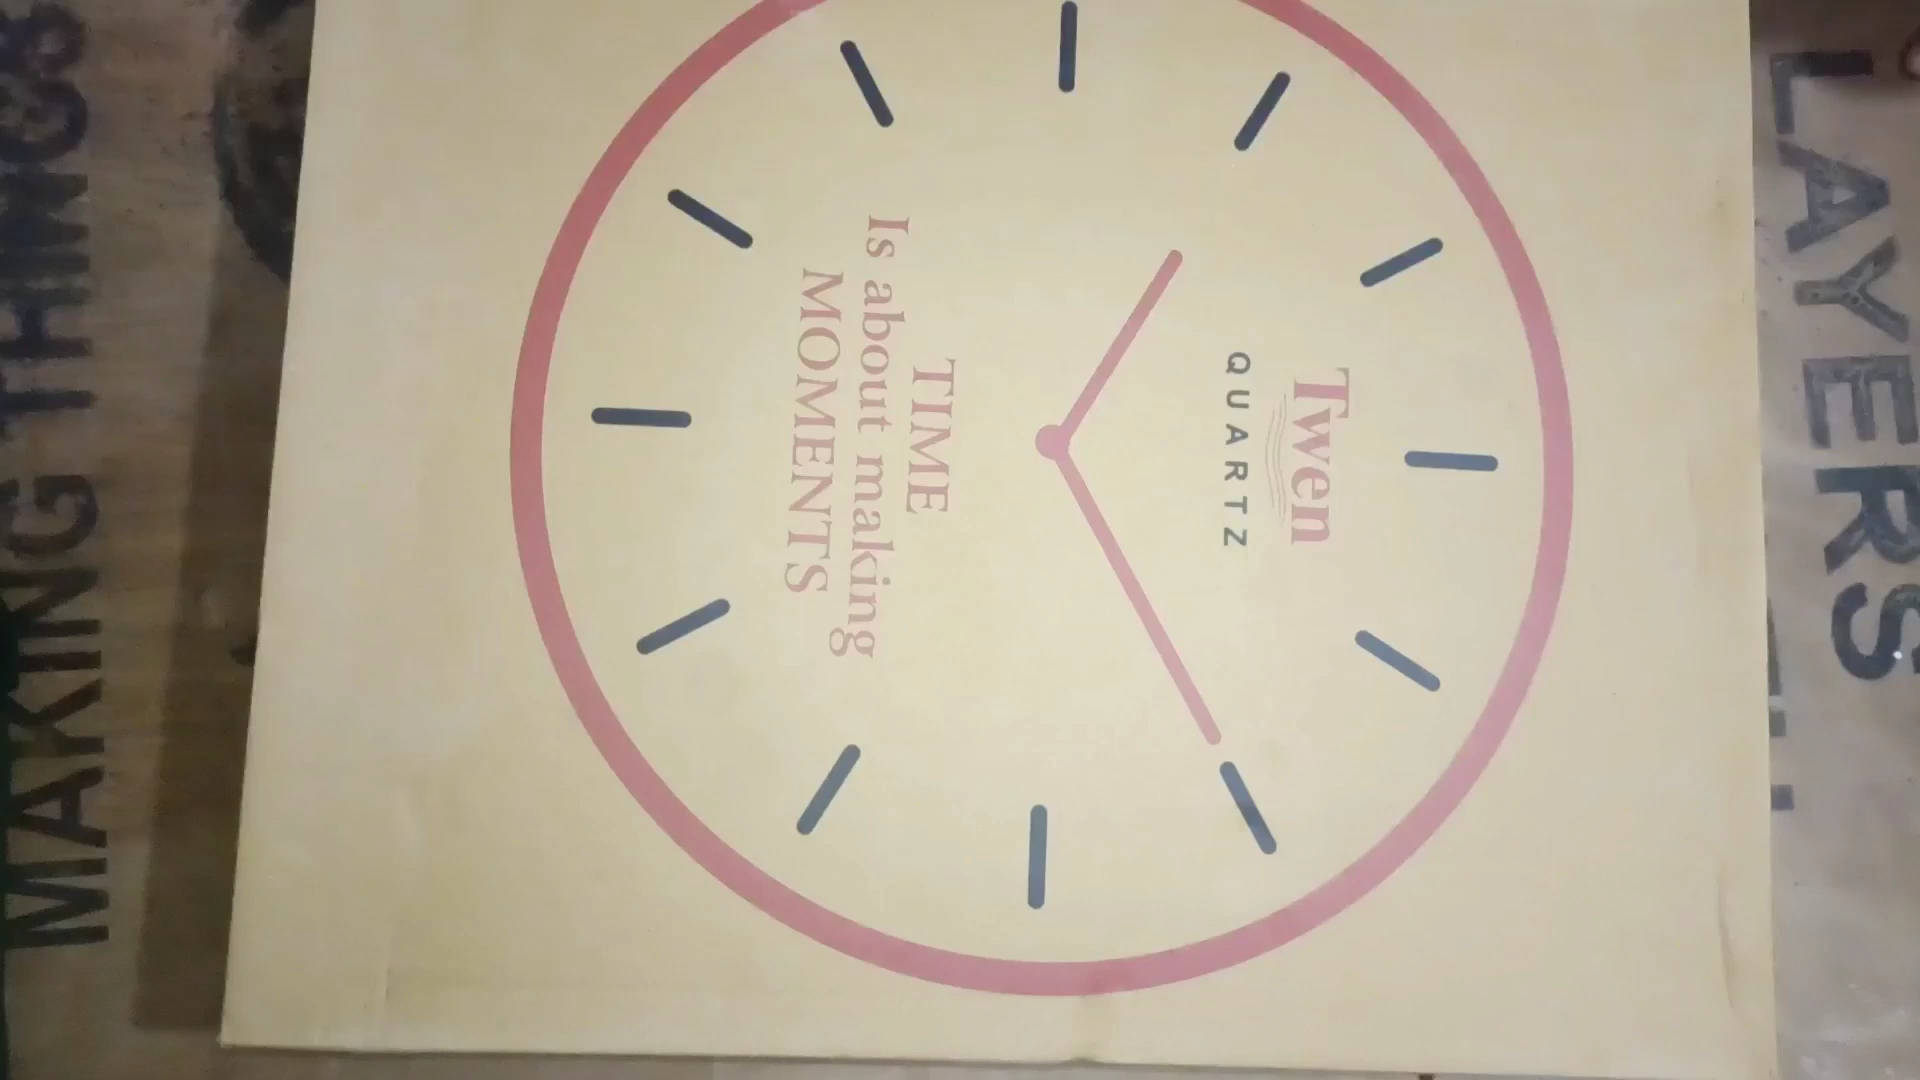 Twen
QUARTZ
TIME
Is about making
MOMENTS
LAYERS
MAKING THINGS